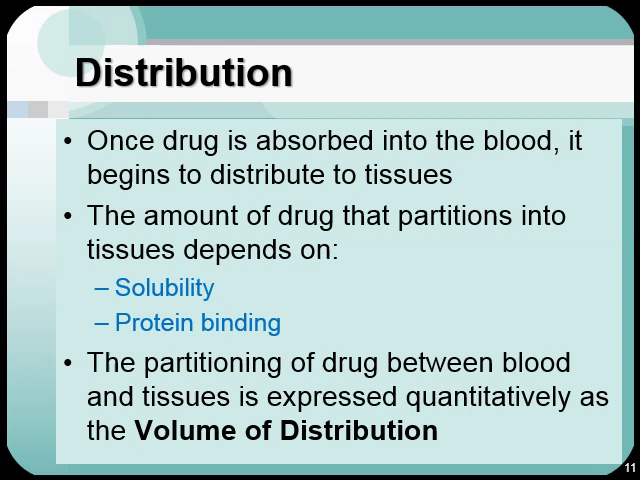 Distribution
• Once drug is absorbed into the blood, it
begins to distribute to tissues
• The amount of drug that partitions into
tissues depends on:
– Solubility
– Protein binding
• The partitioning of drug between blood
and tissues is expressed quantitatively as
the Volume of Distribution
11